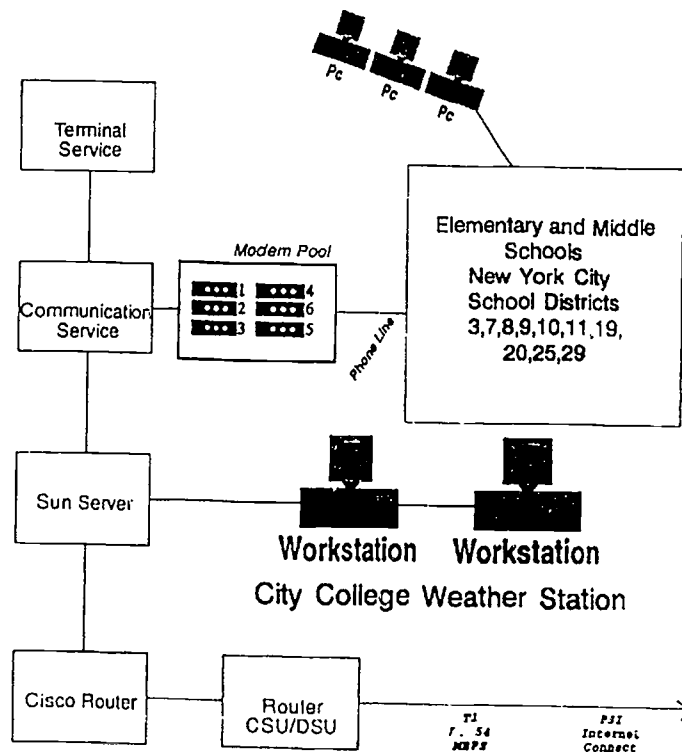 Pc
Pc
Pc
Terminal
Service
Elementary and Middle
Schools
New York City
School Districts
3,7,8,9,10,11,19,
20,25,29
Modem Pool
1 4
2 6
3 5
Communication
Service
Phone Line
Sun Server
Workstation
Workstation
City College Weather Station
Cisco Router
Router
CSU/DSU
T1
. 54
PSI
Internet
Connect